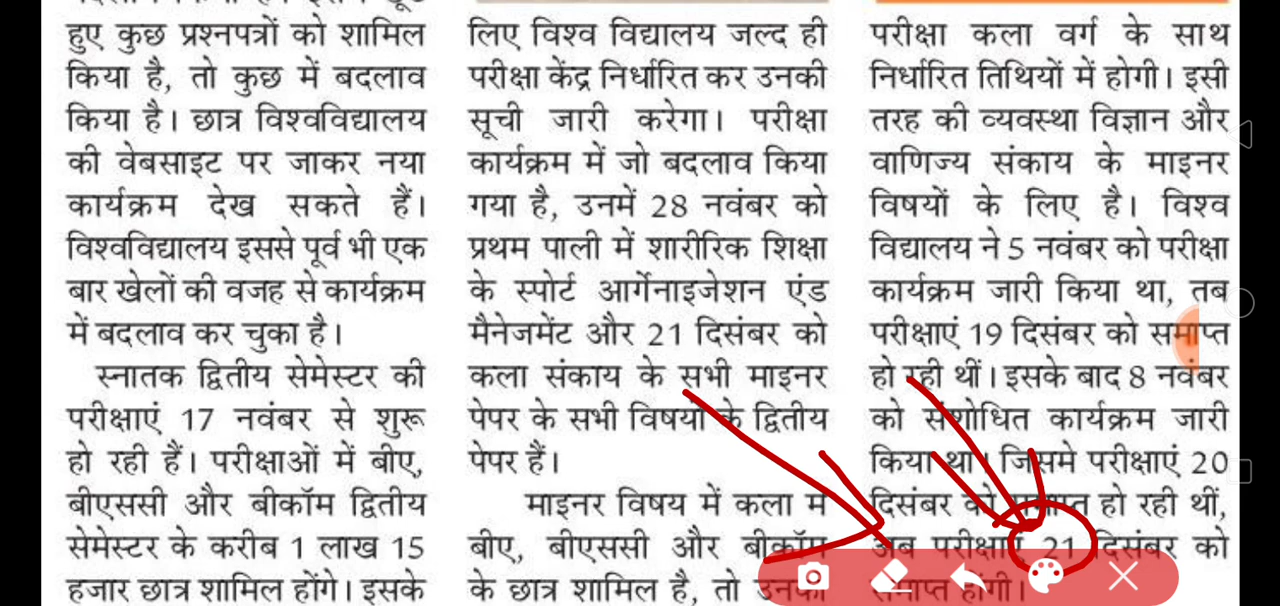 हुए कुछ प्रश्नपत्रों को शामिल
किया है, तो कुछ में बदलाव
किया है। छात्र विश्वविद्यालय
की वेबसाइट पर जाकर नया
कार्यक्रम देख सकते हैं।
विश्वविद्यालय इससे पूर्व भी एक
बार खेलों की वजह से कार्यक्रम
में बदलाव कर चुका है।
स्नातक द्वितीय सेमेस्टर की
परीक्षाएं 17 नवंबर से शुरू
हो रही हैं। परीक्षाओं में बीए,
बीएससी और बीकॉम द्वितीय
सेमेस्टर के करीब 1 लाख 15
हजार छात्र शामिल होंगे। इसके
लिए विश्व विद्यालय जल्द ही
परीक्षा केंद्र निर्धारित कर उनकी
सूची जारी करेगा। परीक्षा
कार्यक्रम में जो बदलाव किया
गया है, उनमें 28 नवंबर को
प्रथम पाली में शारीरिक शिक्षा
के स्पोर्ट आर्गेनाइजेशन एंड
मैनेजमेंट और 21 दिसंबर को
कला संकाय के सभी माइनर
पेपर के सभी विषयों के द्वितीय
पेपर हैं।
माइनर विषय में कला में
बीए, बीएससी और बीकॉम
के छात्र शामिल है, तो उनकी
परीक्षा कला वर्ग के साथ
निर्धारित तिथियों में होगी। इसी
तरह की व्यवस्था विज्ञान और
वाणिज्य संकाय के माइनर
विषयों के लिए है। विश्व
विद्यालय ने 5 नवंबर को परीक्षा
कार्यक्रम जारी किया था, तब
परीक्षाएं 19 दिसंबर को समाप्त
हो रही थीं। इसके बाद 8 नवंबर
को संशोधित कार्यक्रम जारी
किया था। जिसमे परीक्षाएं 20
दिसंबर को समाप्त हो रही थीं,
अब 21 दिसंबर को
समाप्त होगी।